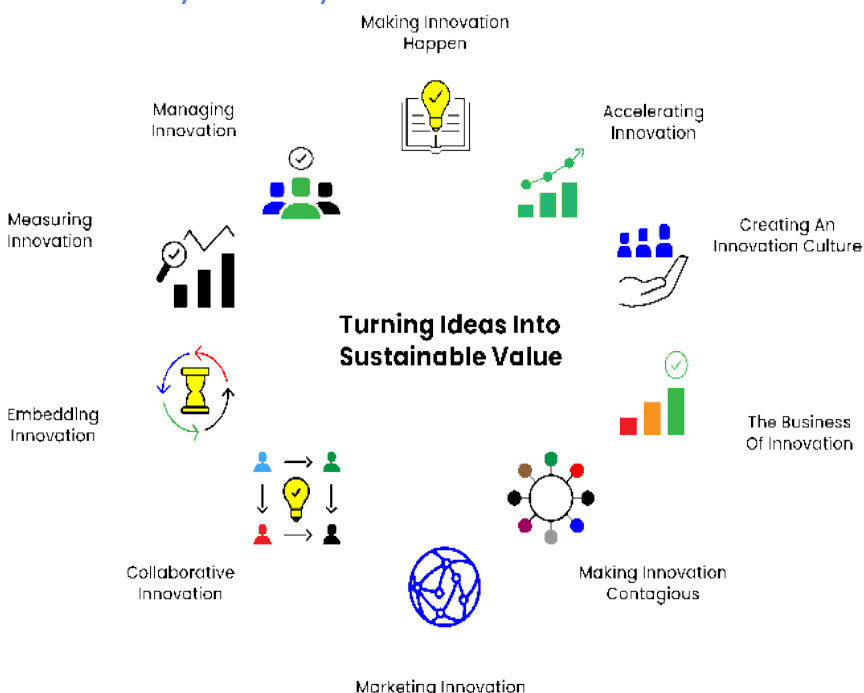 Making Innovation
Happen
Managing
Innovation
Accelerating
Innovation
Measuring
Innovation
Creating An
Innovation Culture
Turning Ideas Into
Sustainable Value
Embedding
Innovation
The Business
Of Innovation
Collaborative
Innovation
Making Innovation
Contagious
Marketing Innovation